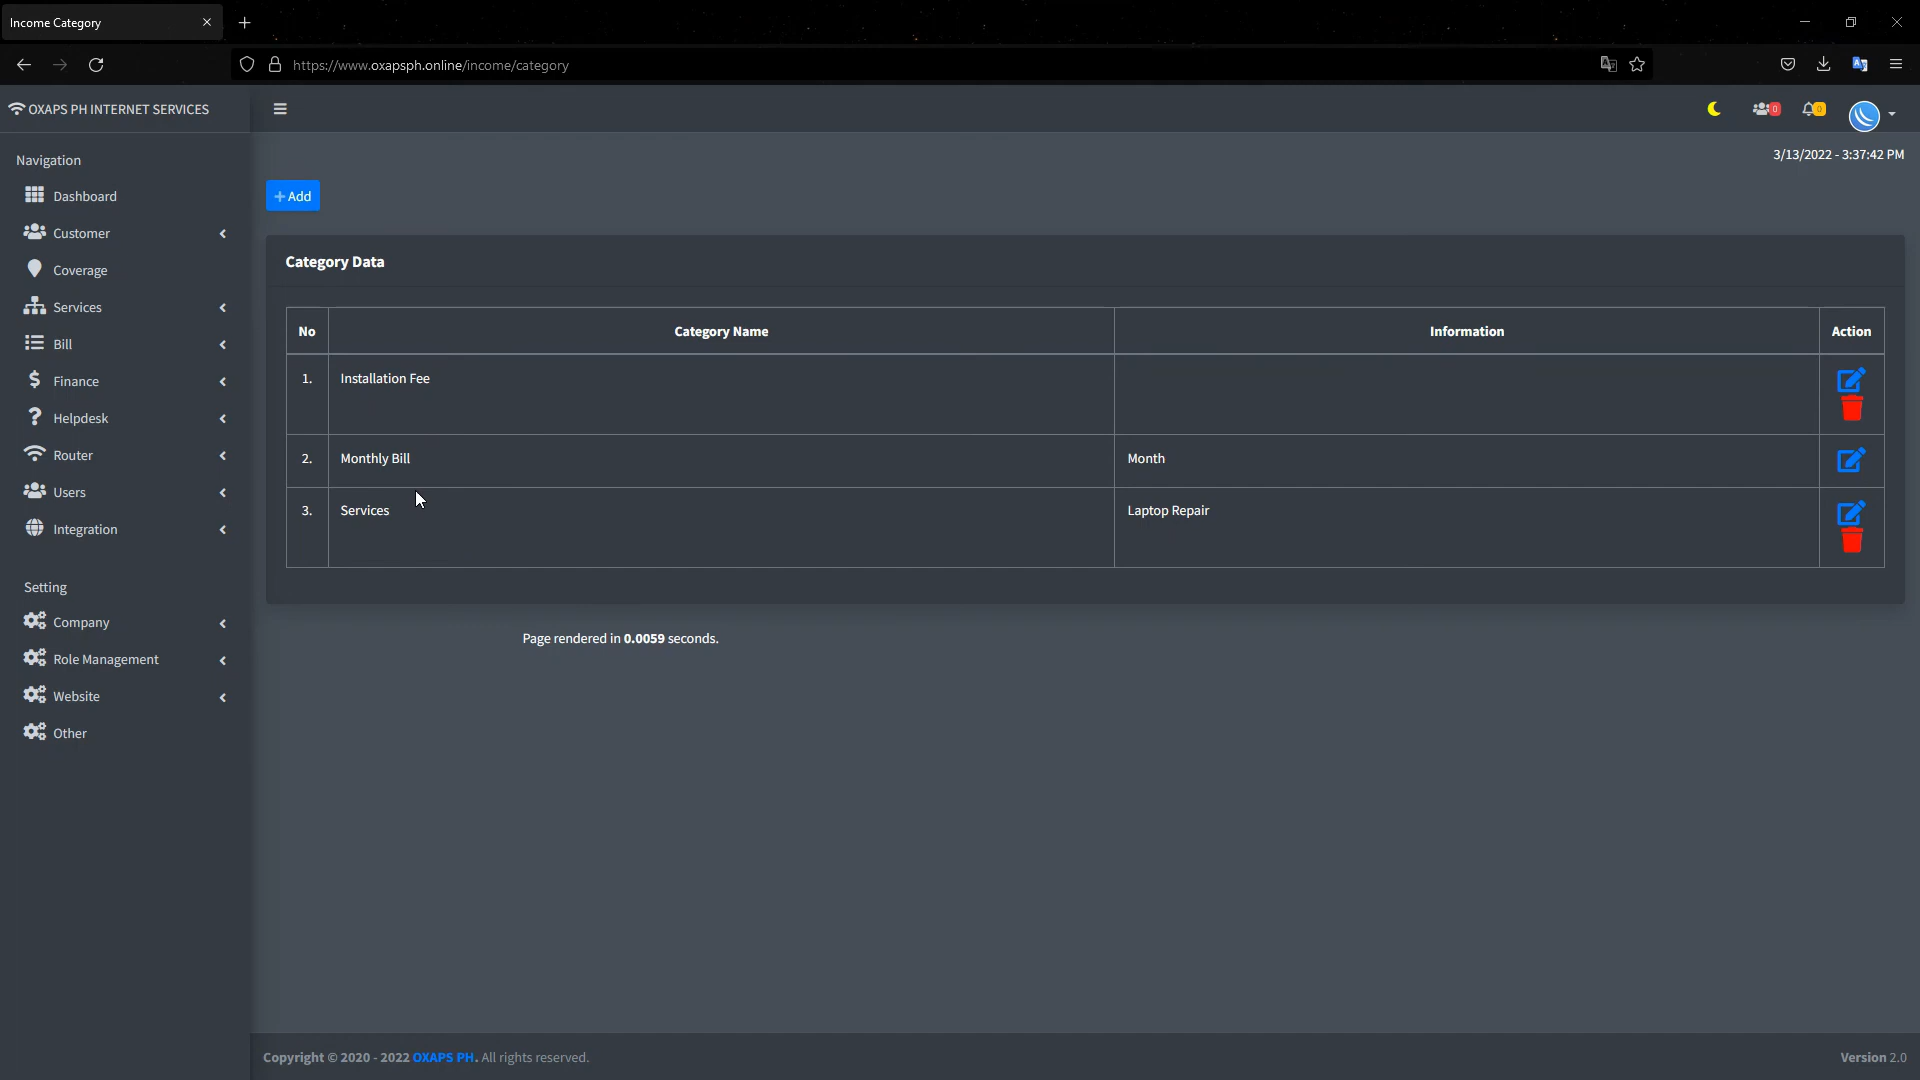 Income Category
https://www.oxapsph.online/income/category
OXAPS PH INTERNET SERVICES
0
0
3/13/2022 - 3:37:42 PM
Navigation
Dashboard
Customer
Coverage
Services
Bill
Finance
Helpdesk
Router
Users
Integration
Setting
Company
Role Management
Website
Other
+ Add
Category Data
No Category Name Information Action
1. Installation Fee
2. Monthly Bill Month
3. Services Laptop Repair
Page rendered in 0.0059 seconds.
Copyright © 2020 - 2022 OXAPS PH. All rights reserved.
Version 2.0